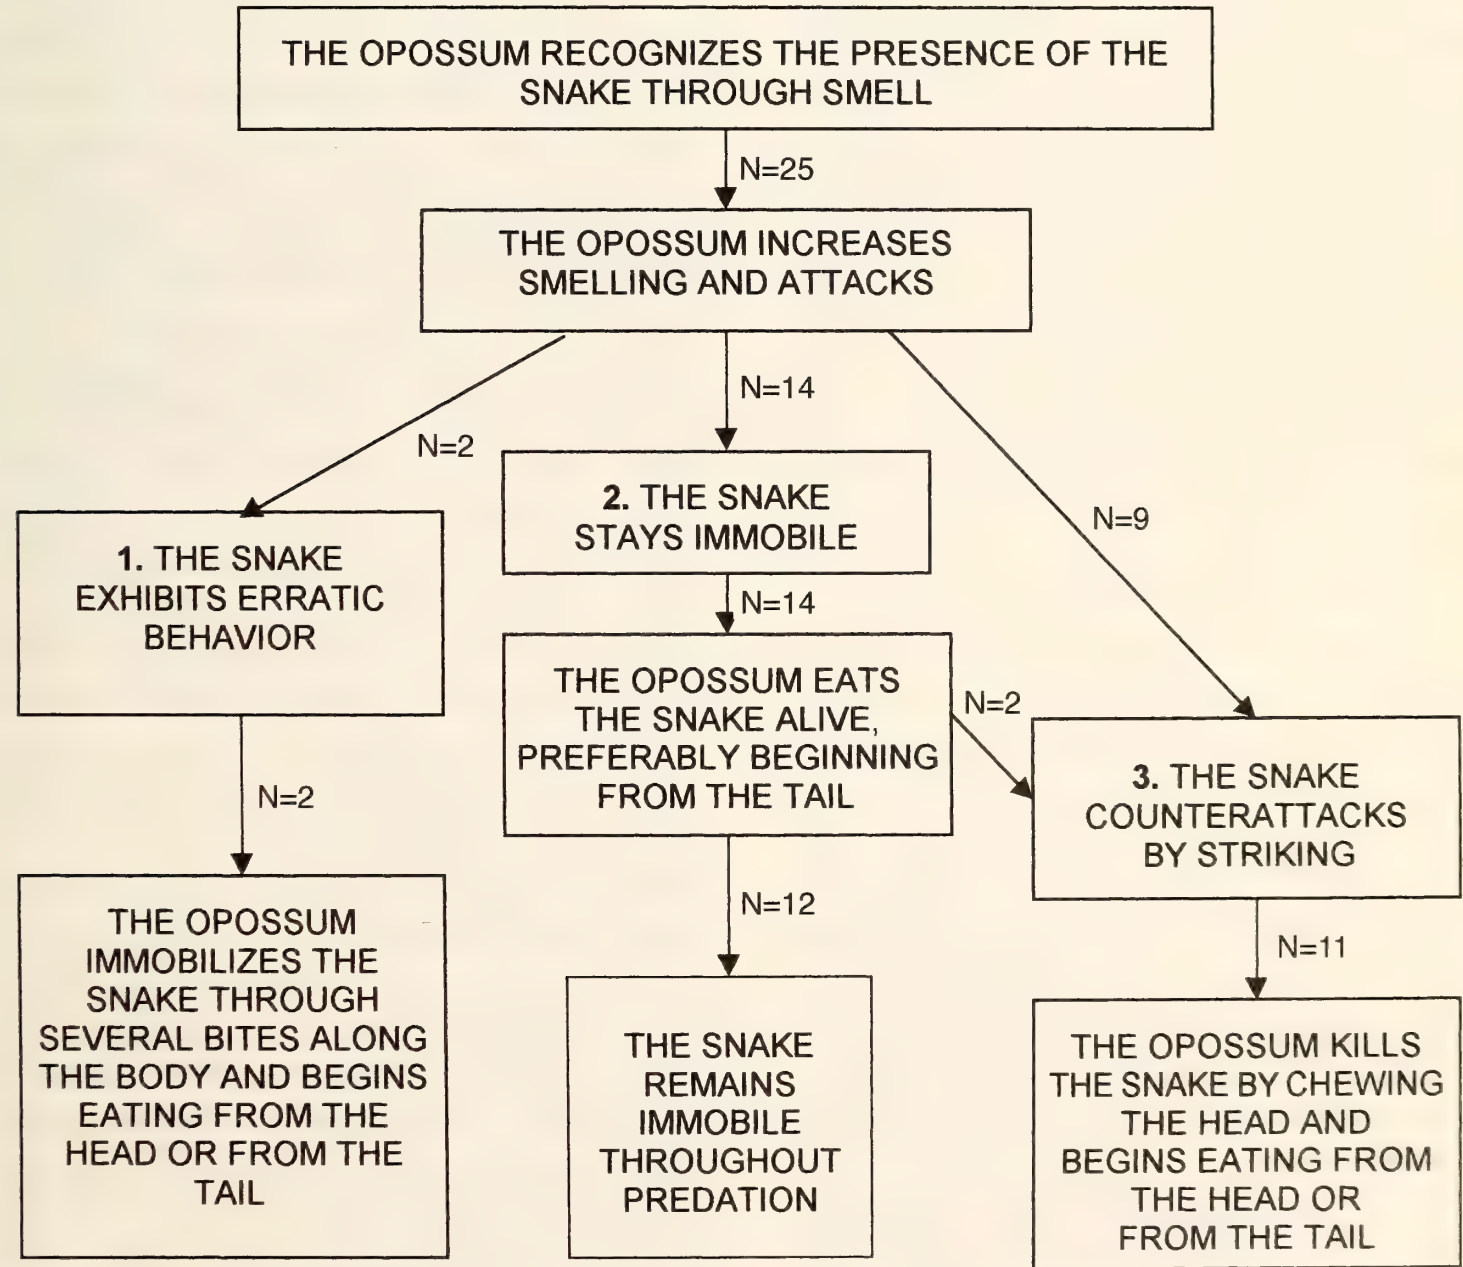 THE OPOSSUM RECOGNIZES THE PRESENCE OF THE
SNAKE THROUGH SMELL
N=25
THE OPOSSUM INCREASES
SMELLING AND ATTACKS
N=2
N=14
N=9
1. THE SNAKE
EXHIBITS ERRATIC
BEHAVIOR
N=2
THE OPOSSUM
IMMOBILIZES THE
SNAKE THROUGH
SEVERAL BITES ALONG
THE BODY AND BEGINS
EATING FROM THE
HEAD OR FROM THE
TAIL
2. THE SNAKE
STAYS IMMOBILE
N=14
THE OPOSSUM EATS
THE SNAKE ALIVE,
PREFERABLY BEGINNING
FROM THE TAIL
N=2
N=12
THE SNAKE
REMAINS
IMMOBILE
THROUGHOUT
PREDATION
3. THE SNAKE
COUNTERATTACKS
BY STRIKING
N=11
THE OPOSSUM KILLS
THE SNAKE BY CHEWING
THE HEAD AND
BEGINS EATING FROM
THE HEAD OR
FROM THE TAIL